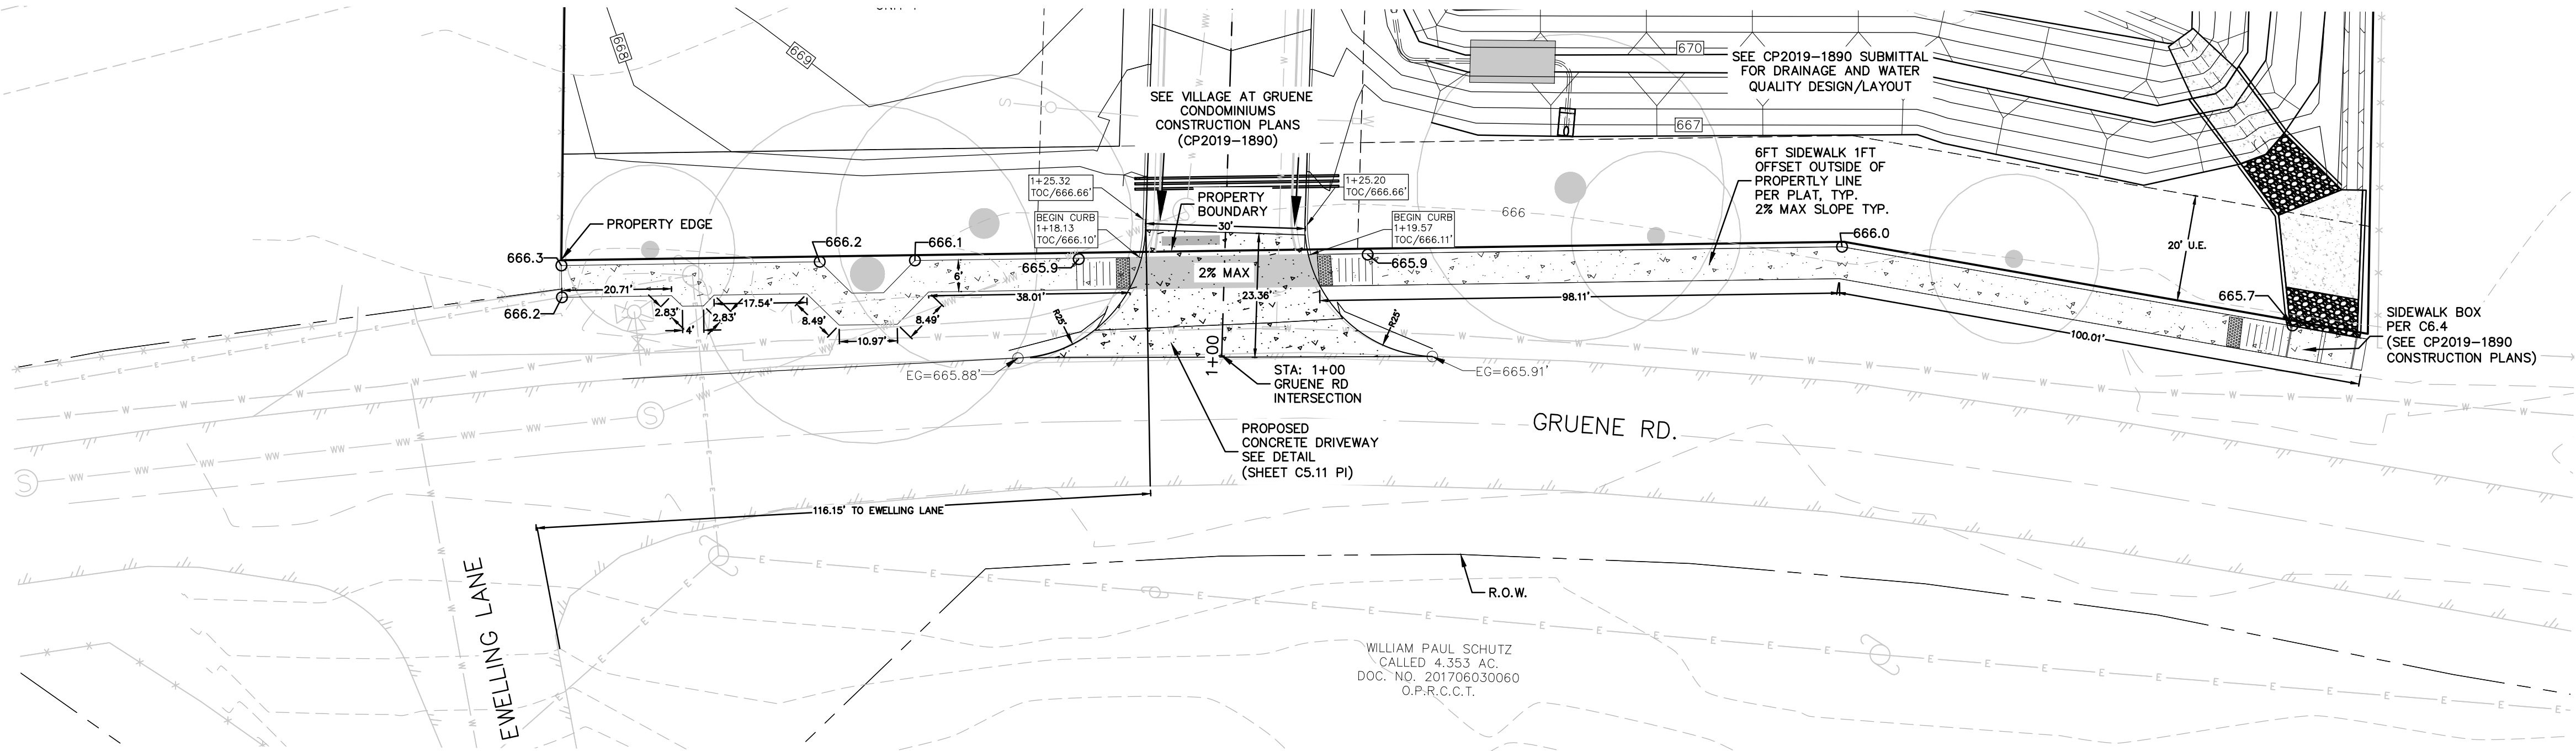 668
669
SEE VILLAGE AT GRUENE
CONDOMINIUMS
CONSTRUCTION PLANS
(CP2019-1890)
670
SEE CP2019-1890 SUBMITTAL
FOR DRAINAGE AND WATER
QUALITY DESIGN/LAYOUT
667
6FT SIDEWALK 1FT
OFFSET OUTSIDE OF
PROPERTLY LINE
PER PLAT, TYP.
2% MAX SLOPE TYP.
1+25.32
TOC/666.66'
1+25.20
TOC/666.66'
PROPERTY
BOUNDARY
30'
BEGIN CURB
1+18.13
TOC/666.10'
BEGIN CURB
1+19.57
TOC/666.11'
666
PROPERTY EDGE
666.3
666.2
666.1
665.9
665.9
666.0
20' U.E.
665.7
6'
2% MAX
20.71'
17.54'
38.01'
23.36'
98.11'
100.01'
666.2
2.83'
4'
2.83'
8.49'
10.97'
8.49'
R25'
R25'
SIDEWALK BOX
PER C6.4
(SEE CP2019-1890
CONSTRUCTION PLANS)
1+00
EG=665.88'
EG=665.91'
STA: 1+00
GRUENE RD
INTERSECTION
GRUENE RD.
PROPOSED
CONCRETE DRIVEWAY
SEE DETAIL
(SHEET C5.11 PI)
116.15' TO EWELLING LANE
EWELLING LANE
R.O.W.
WILLIAM PAUL SCHUTZ
CALLED 4.353 AC.
DOC. NO. 201706030060
O.P.R.C.C.T.